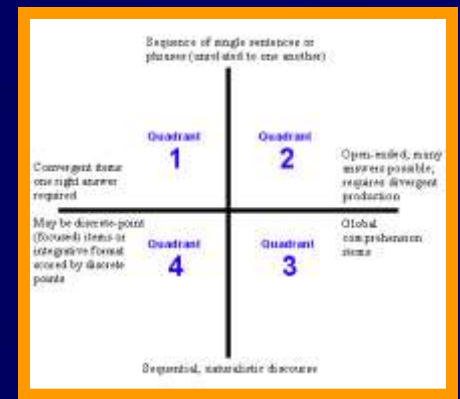 Sequence of single sentences or
phrases (unrelated to one another)
Quadrant
1
Quadrant
2
Convergent items
one right answer
required
Open-ended, many
answers possible;
requires divergent
production
May be discrete-point
(focused) items or
integrative format
scored by discrete
points
Quadrant
4
Quadrant
3
Global
comprehension
items
Sequential, naturalistic discourse